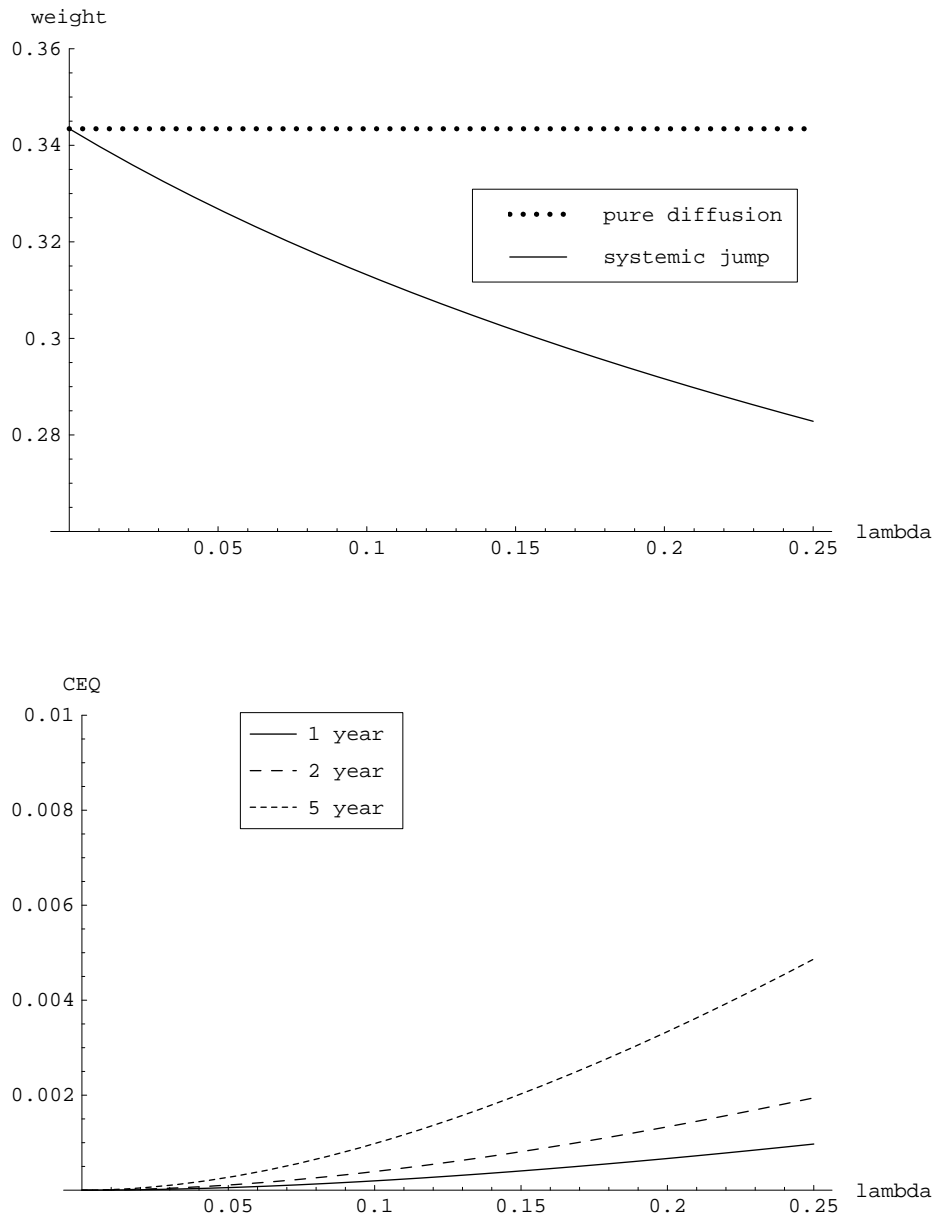 weight
0.36
0.34
0.32
0.3
0.28
pure diffusion
systemic jump
0.05 0.1 0.15 0.2 0.25
lambda
CEQ
0.01
0.008
0.006
0.004
0.002
1 year
2 year
5 year
0.05 0.1 0.15 0.2 0.25
lambda